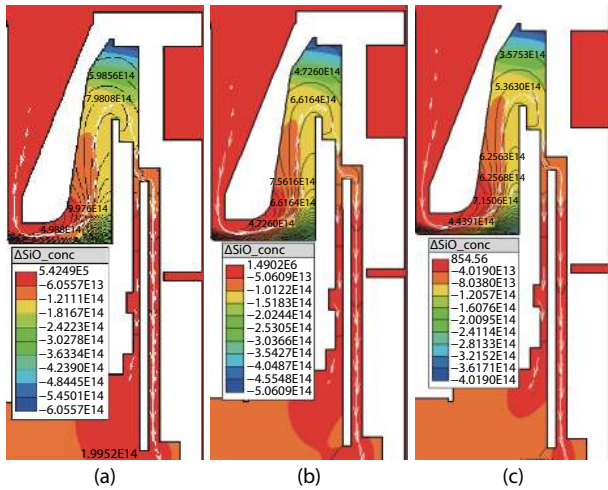 5.9856E14
7.9808E14
9.976E14
4.988E14
ΔSiO_conc
5.4249E5
−6.0557E13
−1.2111E14
−1.8167E14
−2.4223E14
−3.0278E14
−3.6334E14
−4.2390E14
−4.8445E14
−5.4501E14
−6.0557E14
1.9952E14
(a)
4.7260E14
6.6164E14
7.5616E14
6.6164E14
4.7260E14
ΔSiO_conc
1.4902E6
−5.0609E13
−1.0122E14
−1.5183E14
−2.0244E14
−2.5305E14
−3.0366E14
−3.5427E14
−4.0487E14
−4.5548E14
−5.0609E14
(b)
3.5753E14
5.3630E14
6.2563E14
6.2568E14
7.1506E14
4.4391E14
ΔSiO_conc
854.56
−4.0190E13
−8.0380E13
−1.2057E14
−1.6076E14
−2.0095E14
−2.4114E14
−2.8133E14
−3.2152E14
−3.6171E14
−4.0190E14
(c)